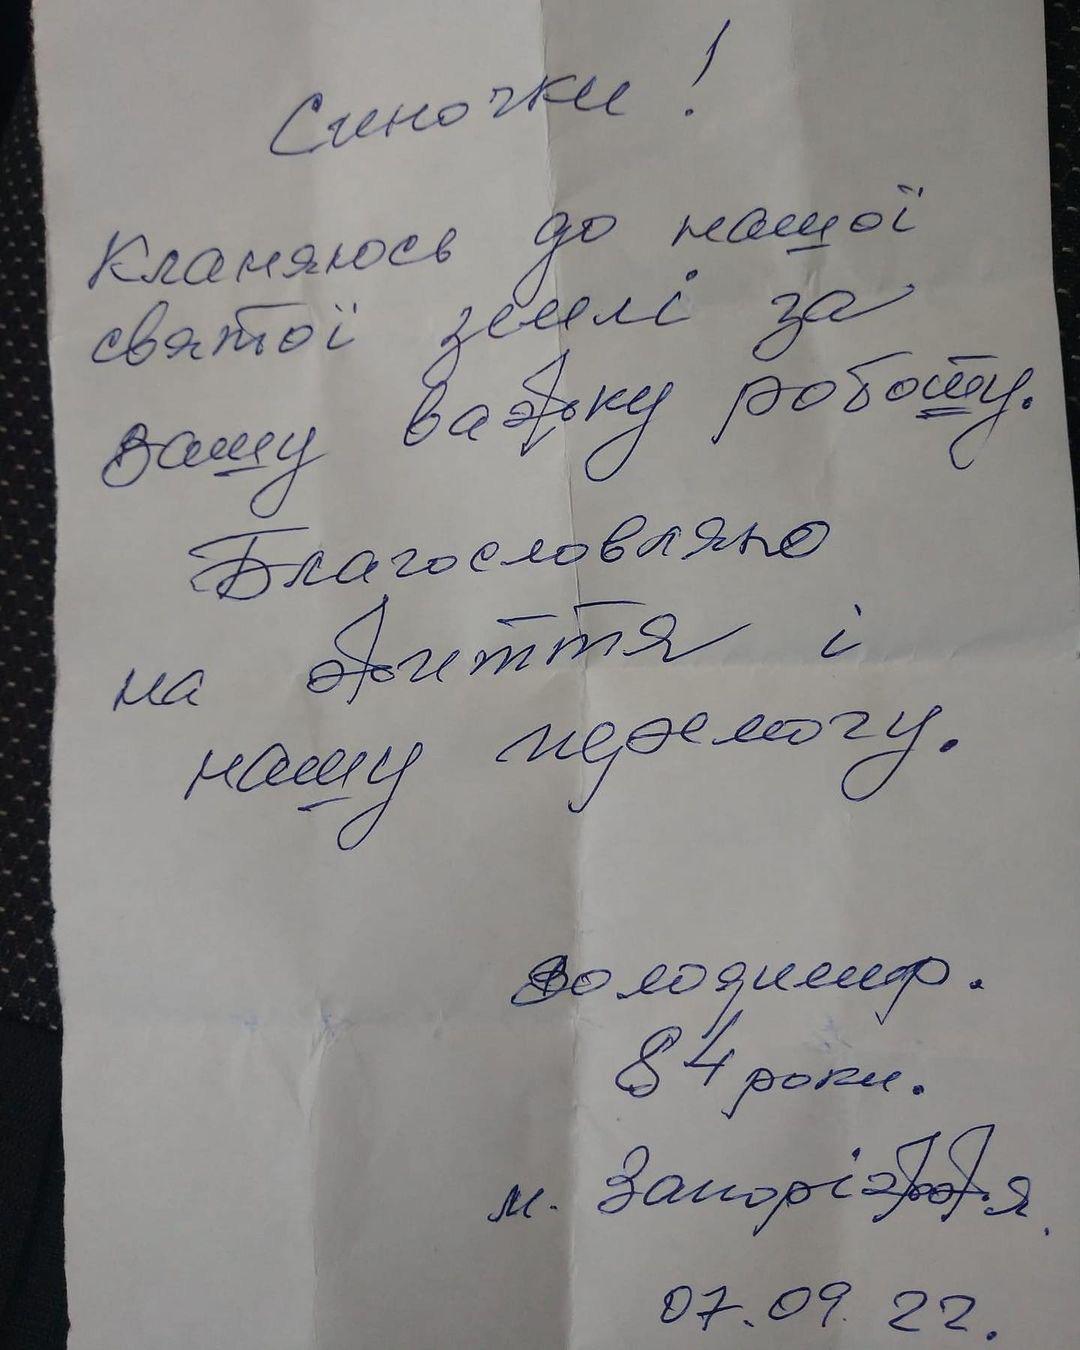 Синочки!
Кланяюсь до нашої
святої землі за
вашу важку роботу.
Благословляю
на життя і
нашу перемогу.
Володимир.
84 роки.
м. Запоріжжя.
07.09.22.